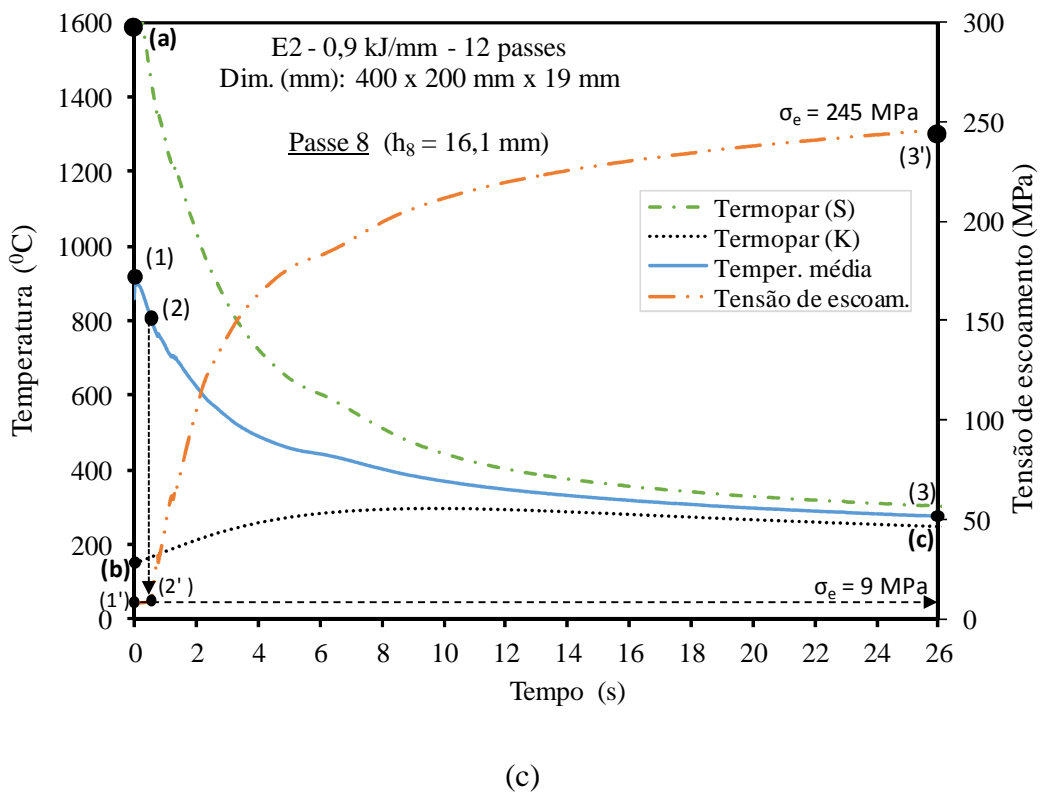 E2 - 0,9 kJ/mm - 12 passes
Dim. (mm): 400 x 200 mm x 19 mm
Passe 8 (h₈ = 16,1 mm)
σₑ = 245 MPa
(a)
(1)
(2)
(3')
Termopar (S)
Termopar (K)
Temper. média
Tensão de escoam.
(3)
(c)
(b)
(1')
(2' )
σₑ = 9 MPa
Temperatura (⁰C)
1600
1400
1200
1000
800
600
400
200
0
Tensão de escoamento (MPa)
300
250
200
150
100
50
0
0 2 4 6 8 10 12 14 16 18 20 22 24 26
Tempo (s)
(c)